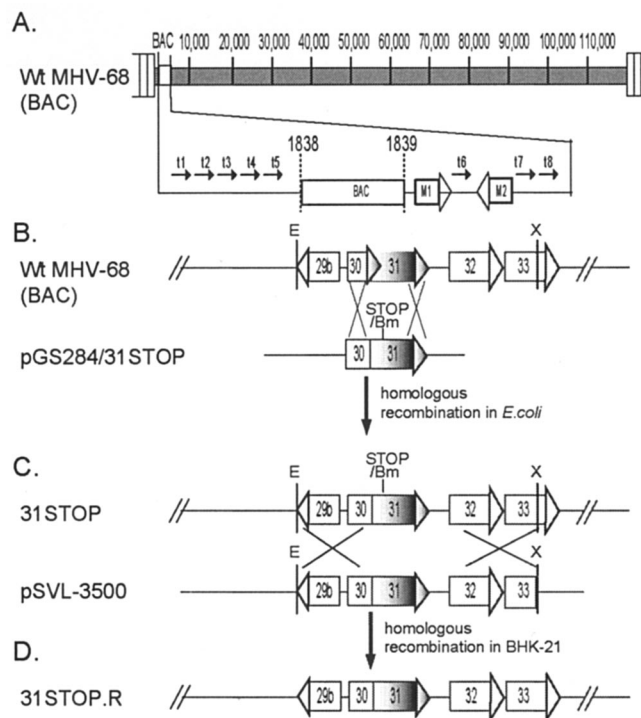 A.
BAC 10,000 20,000 30,000 40,000 50,000 60,000 70,000 80,000 90,000 100,000 110,000
Wt MHV-68
(BAC)
1838 1839
t1 t2 t3 t4 t5 t6 t7 t8
BAC M1 M2
B.
E X
Wt MHV-68
(BAC)
29b 30 31 32 33
STOP
/Bm
pGS284/31STOP
30 31
homologous
recombination in E.coli
C.
STOP
/Bm
E X
31STOP
29b 30 31 32 33
E X
pSVL-3500
29b 30 31 32 33
homologous
recombination in BHK-21
D.
31STOP.R
29b 30 31 32 33